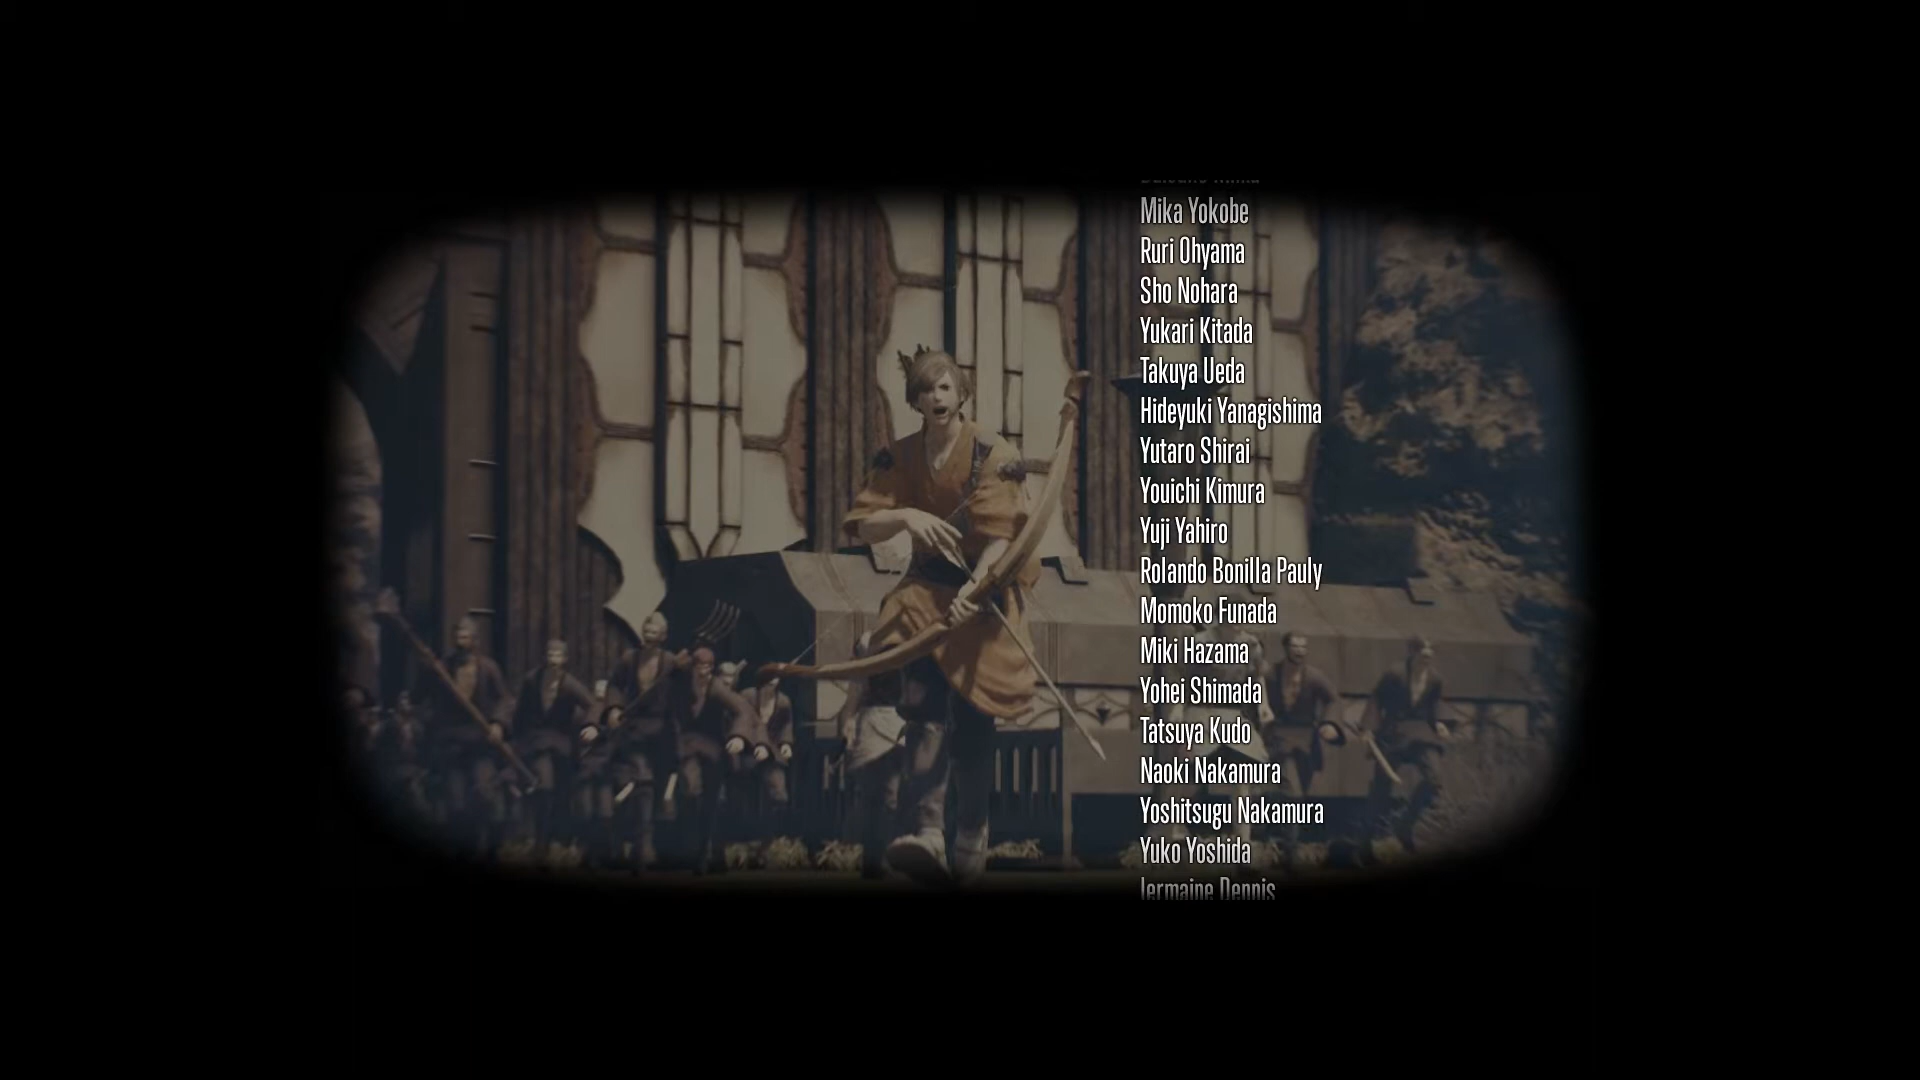 Mika Yokobe
Ruri Ohyama
Sho Nohara
Yukari Kitada
Takuya Ueda
Hideyuki Yanagishima
Yutaro Shirai
Youichi Kimura
Yuji Yahiro
Rolando Bonilla Pauly
Momoko Funada
Miki Hazama
Yohei Shimada
Tatsuya Kudo
Naoki Nakamura
Yoshitsugu Nakamura
Yuko Yoshida
Jermaine Dennis